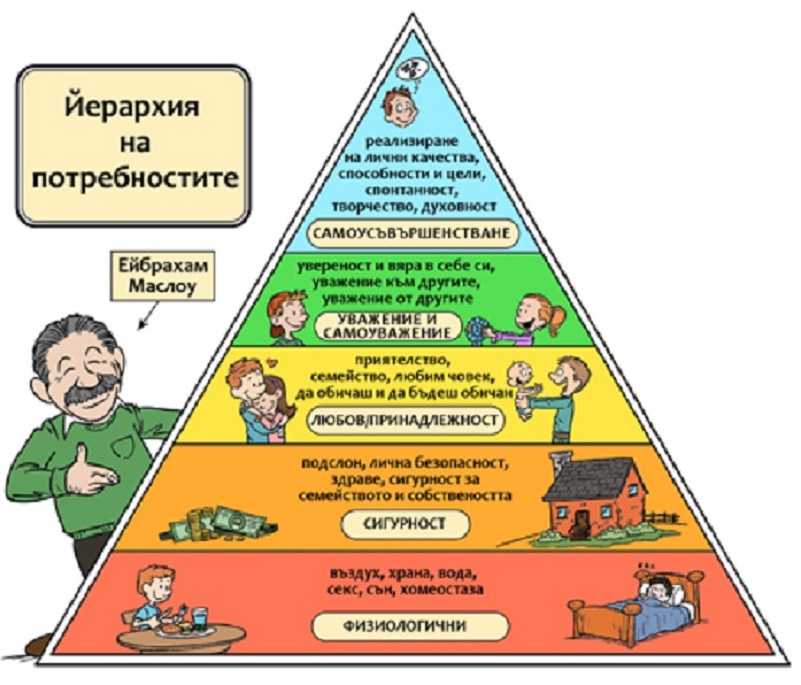 Йерархия
на
потребностите
Ейбрахам
Маслоу
реализиране
на лични качества,
способности и цели,
спонтанност,
творчество, духовност
САМОУСЪВЪРШЕНСТВАНЕ
увереност и вяра в себе си,
уважение към другите,
уважение от другите
УВАЖЕНИЕ И
САМОУВАЖЕНИЕ
приятелство,
семейство, любим човек,
да обичаш и да бъдеш обичан
ЛЮБОВ/ПРИНАДЛЕЖНОСТ
подслон, лична безопасност,
здраве, сигурност за
семейството и собствеността
СИГУРНОСТ
въздух, храна, вода,
секс, сън, хомеостаза
ФИЗИОЛОГИЧНИ